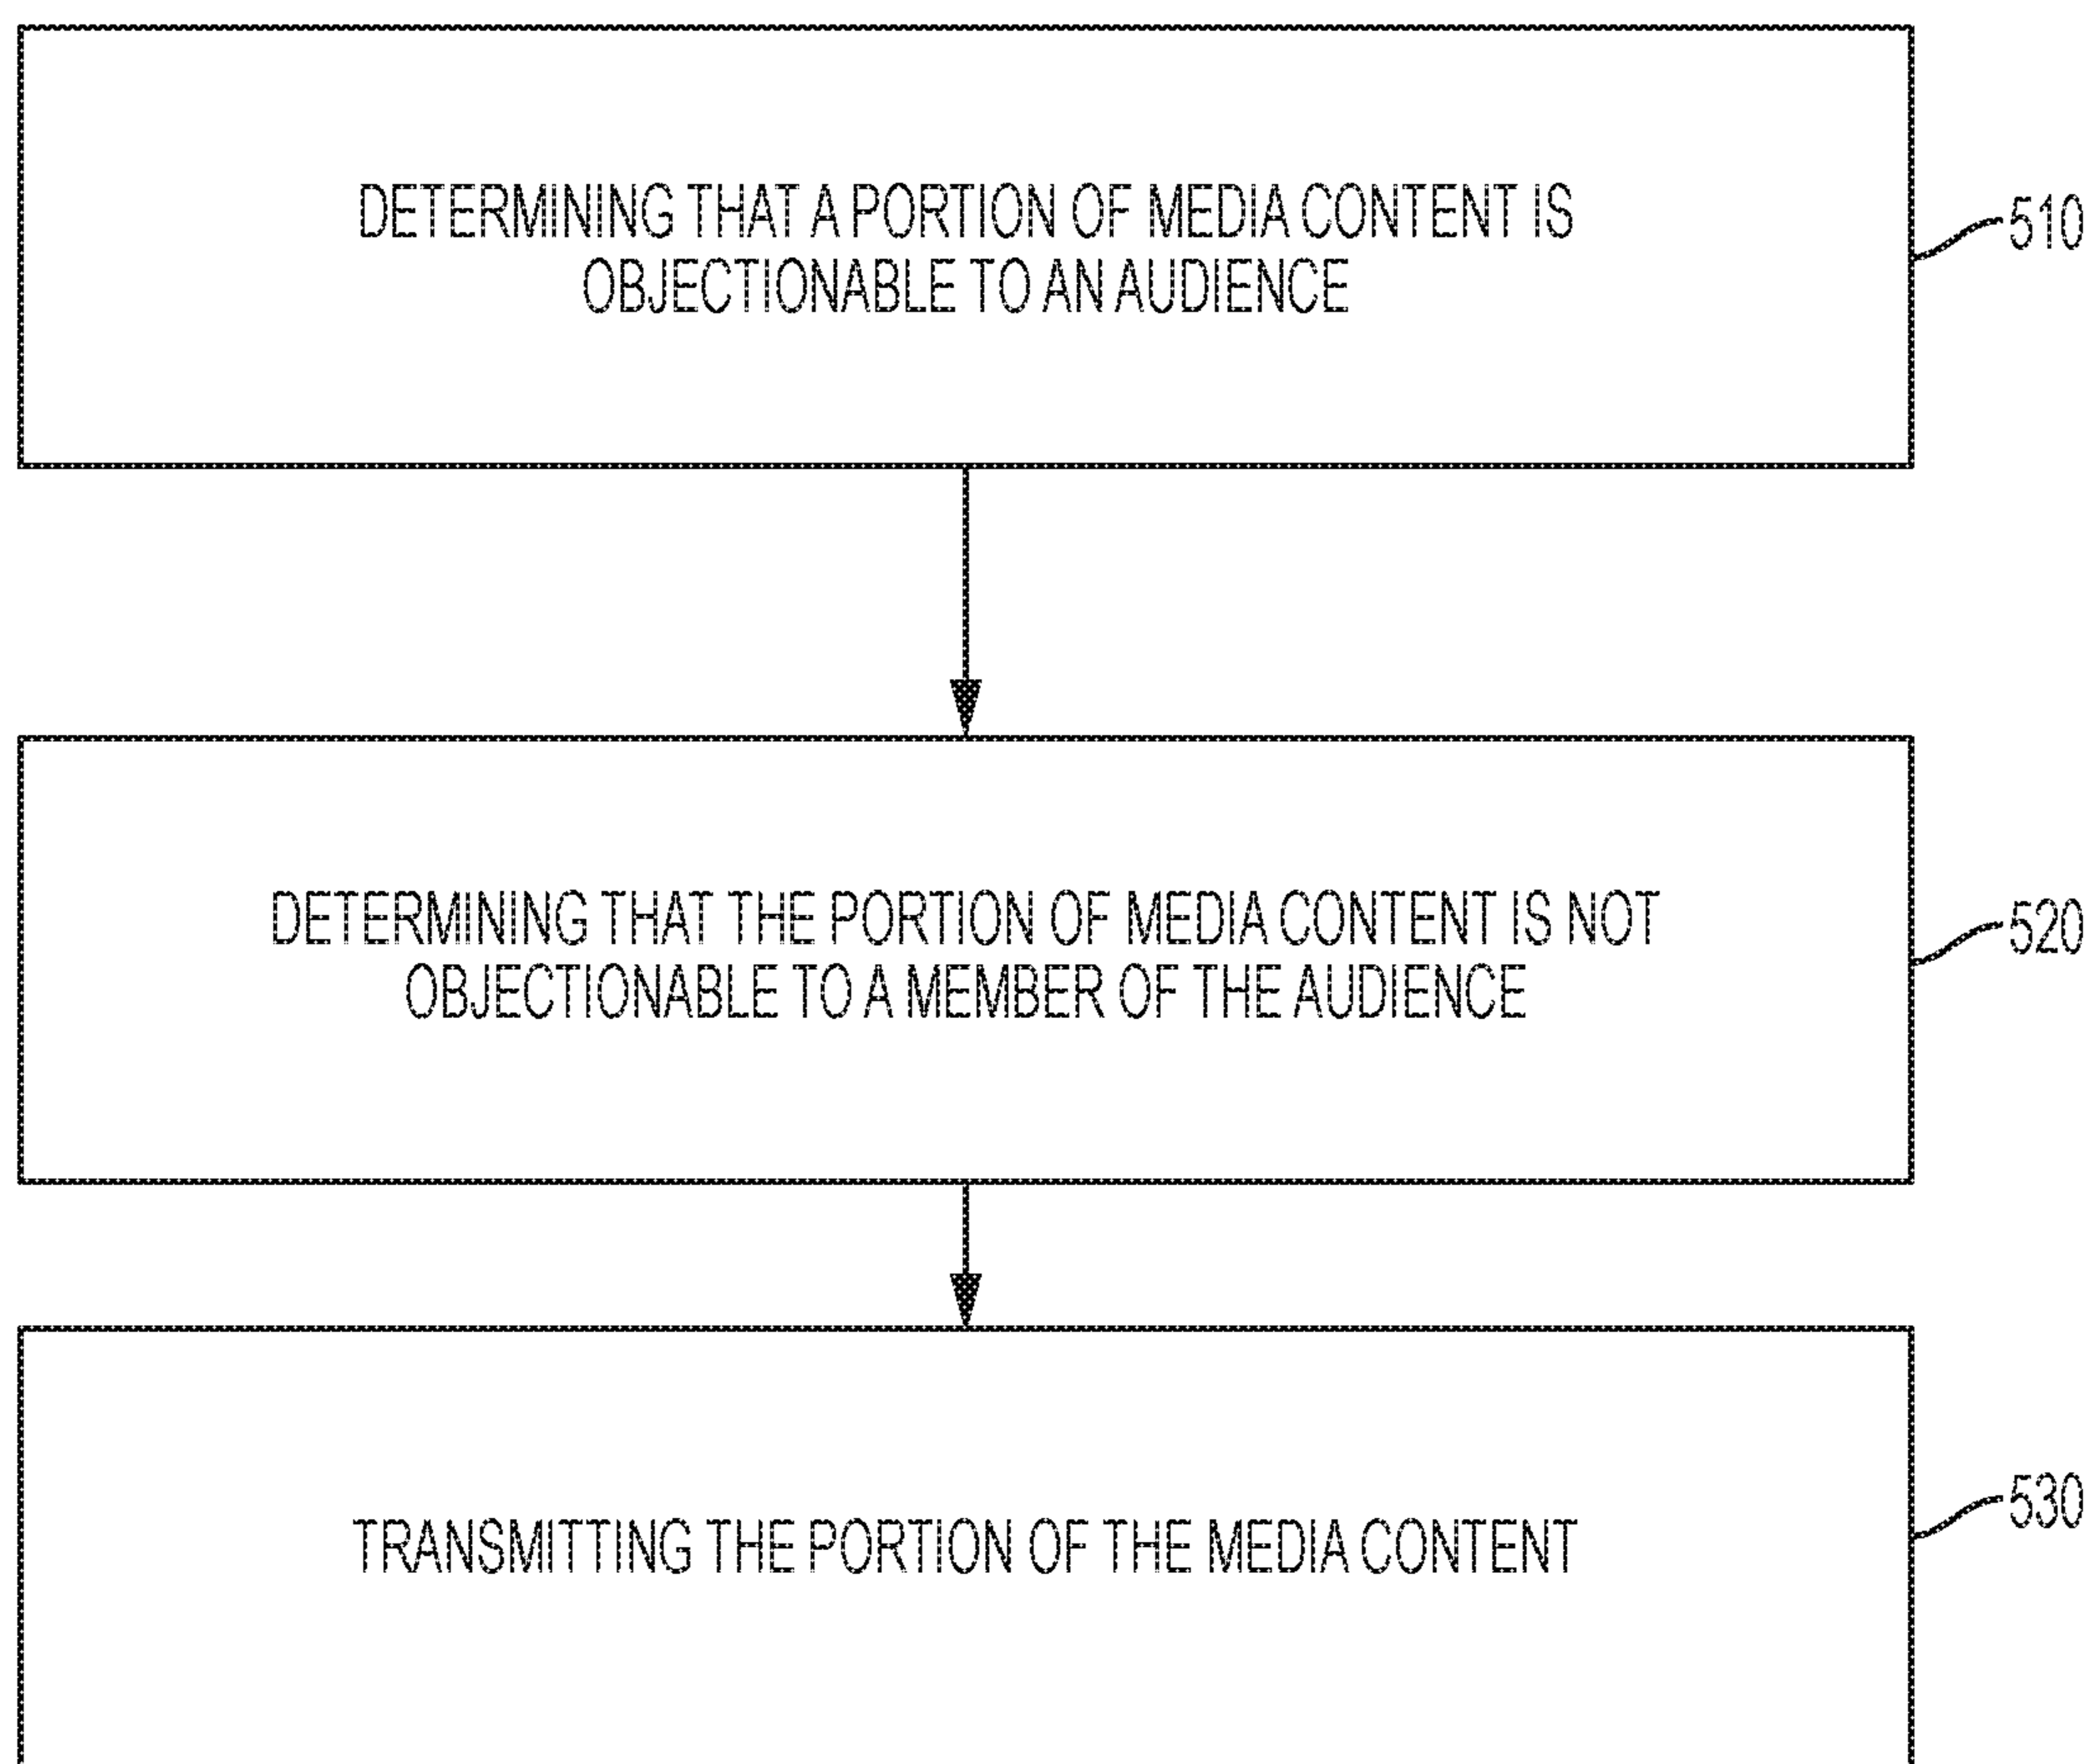 DETERMINING THAT A PORTION OF MEDIA CONTENT IS
OBJECTIONABLE TO AN AUDIENCE
510
DETERMINING THAT THE PORTION OF MEDIA CONTENT IS NOT
OBJECTIONABLE TO A MEMBER OF THE AUDIENCE
520
TRANSMITTING THE PORTION OF THE MEDIA CONTENT
530